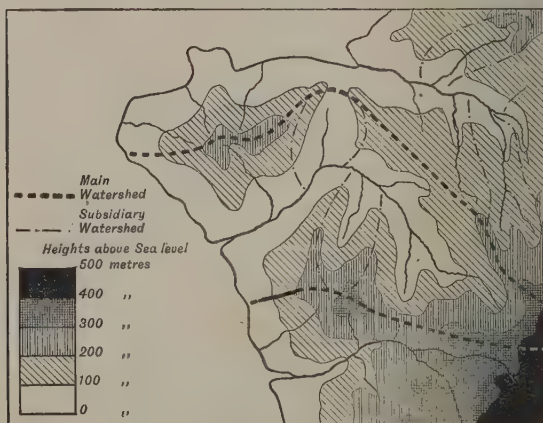 Main
Watershed
Subsidiary
Watershed
Heights above Sea level
500 metres
400 "
300 "
200 "
100 "
0 "